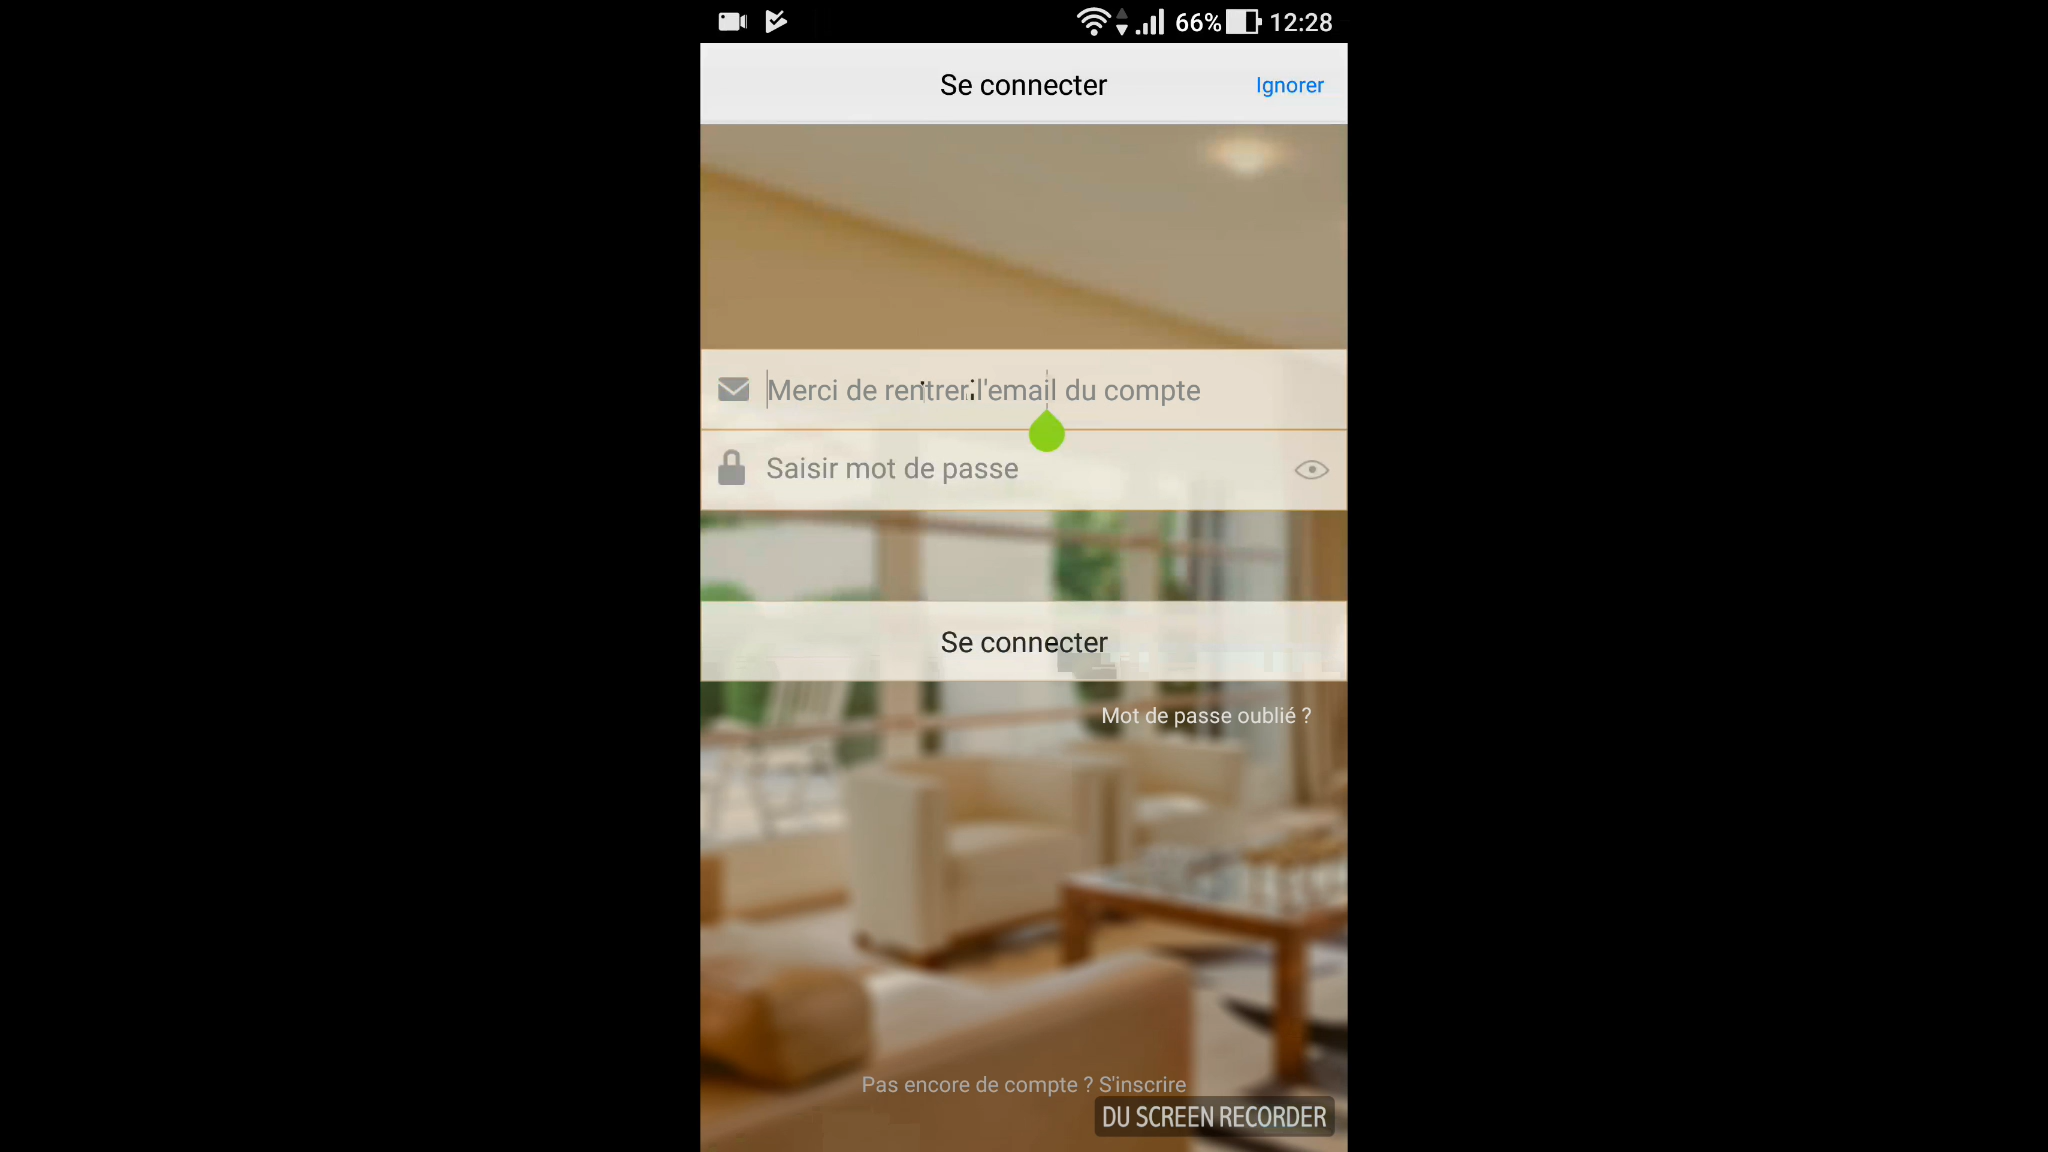 66% 12:28
Se connecter Ignorer
Merci de rentrer l'email du compte
Saisir mot de passe
Se connecter
Mot de passe oublié ?
Pas encore de compte ? S'inscrire
DU SCREEN RECORDER